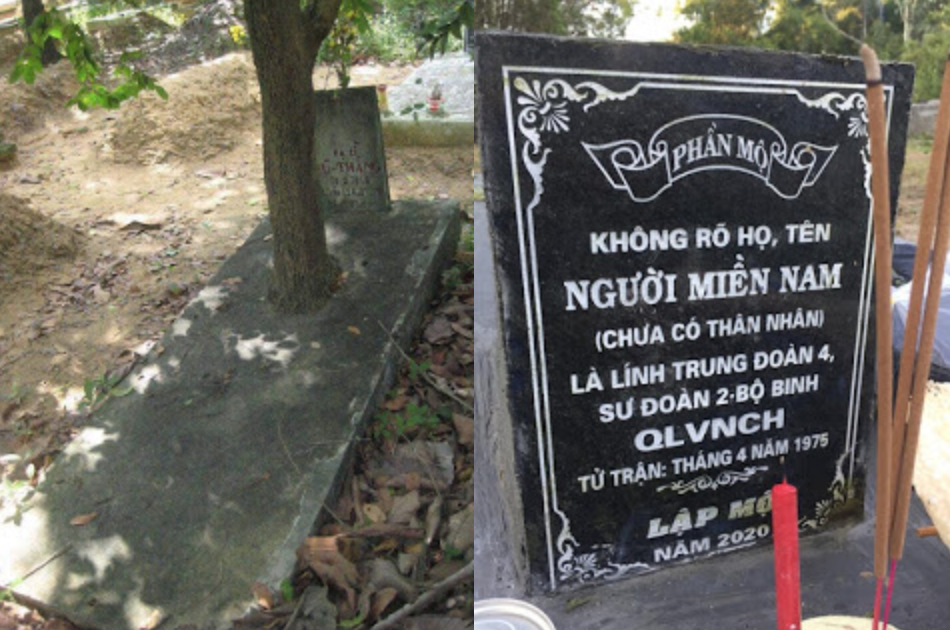 PHẦN MỘ
KHÔNG RÕ HỌ, TÊN
NGƯỜI MIỀN NAM
(CHƯA CÓ THÂN NHÂN)
LÀ LÍNH TRUNG ĐOÀN 4,
SƯ ĐOÀN 2-BỘ BINH
QLVNCH
TỬ TRẬN: THÁNG 4 NĂM 1975
LẬP MỘ
NĂM 2020